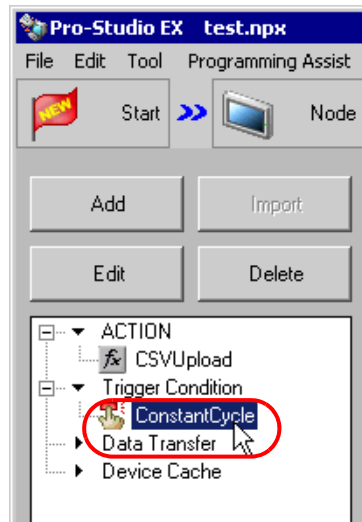 Pro-Studio EX test.npx
File Edit Tool Programming Assist
NEW Start Node
Add Import
Edit Delete
ACTION
fx CSVUpload
Trigger Condition
ConstantCycle
Data Transfer
Device Cache